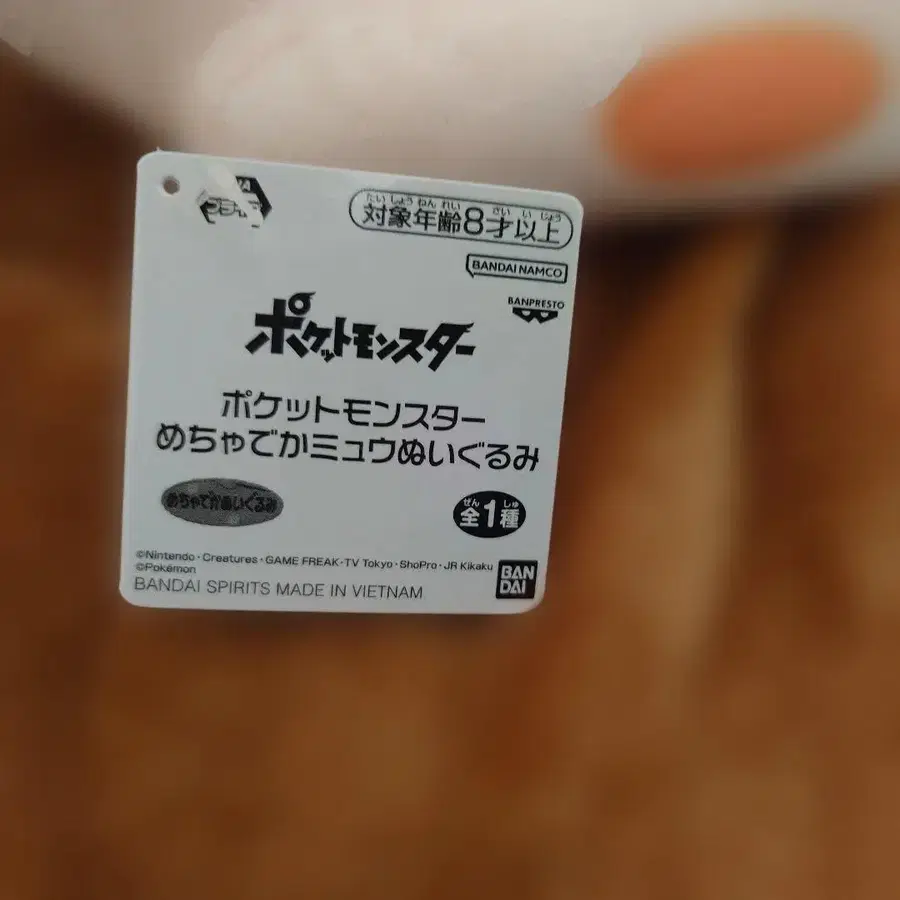 たいしょうねんれい さいいじょう
対象年齢8才以上
BANDAI NAMCO
BANPRESTO
ポケットモンスター
ポケットモンスター
めちゃでかミュウぬいぐるみ
めちゃでかぬいぐるみ
ぜん しゅ
全1種
©Nintendo・Creatures・GAME FREAK・TV Tokyo・ShoPro・JR Kikaku
©Pokémon
BANDAI SPIRITS MADE IN VIETNAM
BAN
DAI